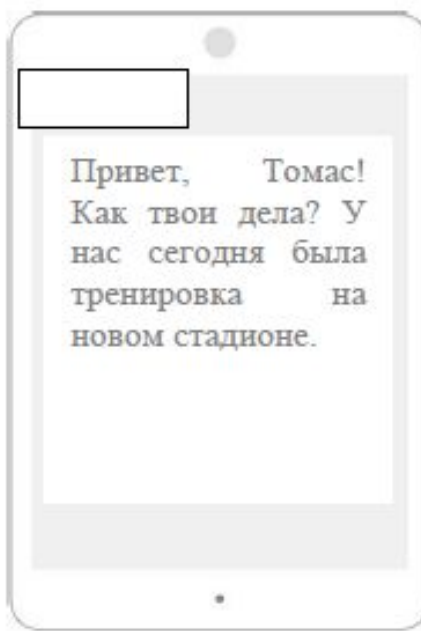 Привет, Томас!
Как твои дела? У
нас сегодня была
тренировка на
новом стадионе.